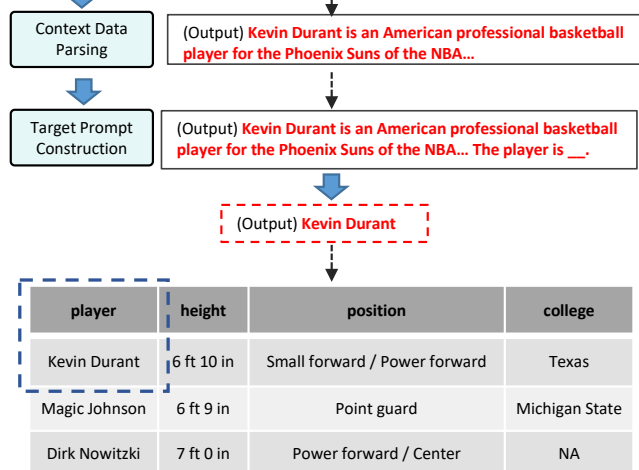 Context Data
Parsing
(Output) Kevin Durant is an American professional basketball
player for the Phoenix Suns of the NBA…
Target Prompt
Construction
(Output) Kevin Durant is an American professional basketball
player for the Phoenix Suns of the NBA… The player is __.
(Output) Kevin Durant
player height position college
Kevin Durant 6 ft 10 in Small forward / Power forward Texas
Magic Johnson 6 ft 9 in Point guard Michigan State
Dirk Nowitzki 7 ft 0 in Power forward / Center NA